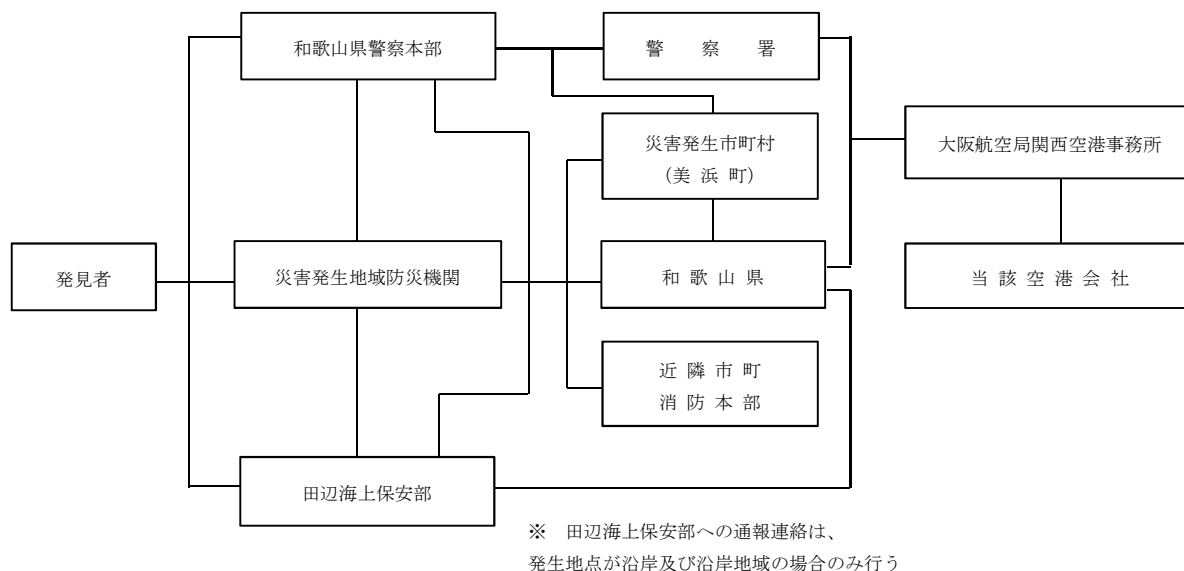 和歌山県警察本部
警 察 署
災害発生市町村
(美 浜 町)
大阪航空局関西空港事務所
発見者
災害発生地域防災機関
和 歌 山 県
当 該 空 港 会 社
近 隣 市 町
消 防 本 部
田辺海上保安部
※ 田辺海上保安部への通報連絡は、
発生地点が沿岸及び沿岸地域の場合のみ行う